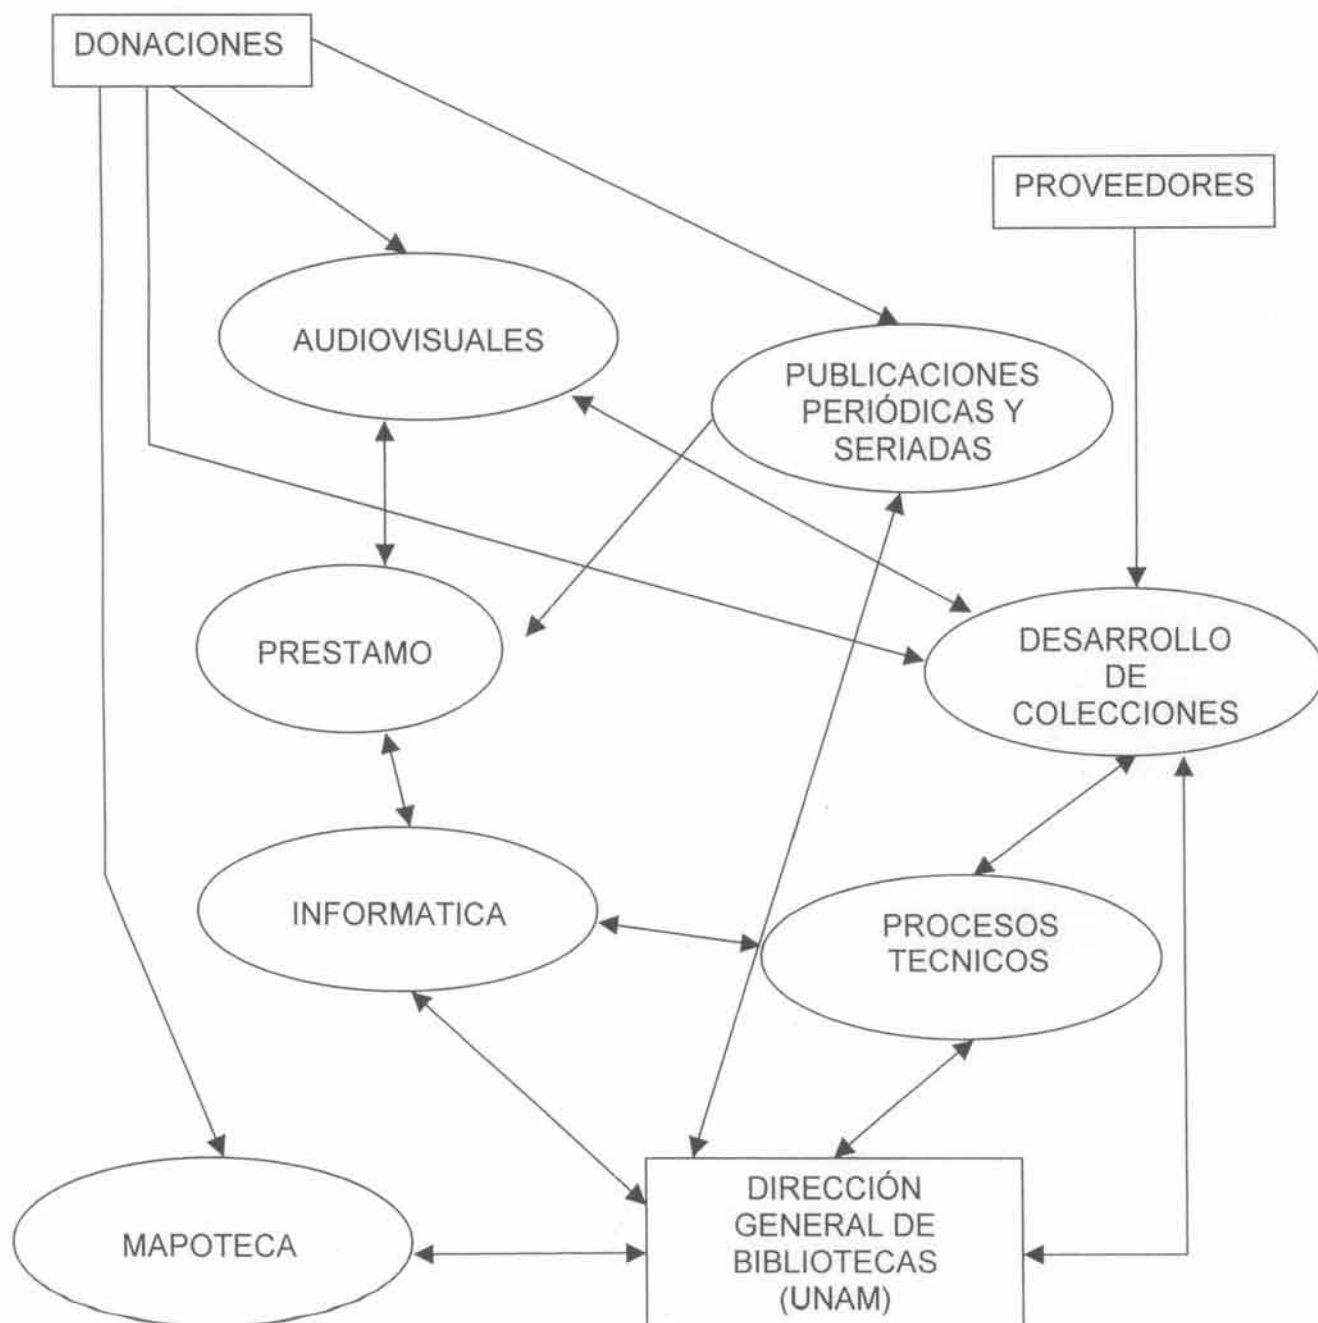 DONACIONES
PROVEEDORES
AUDIOVISUALES
PUBLICACIONES
PERIÓDICAS Y
SERIADAS
PRESTAMO
DESARROLLO
DE
COLECCIONES
INFORMATICA
PROCESOS
TECNICOS
MAPOTECA
DIRECCIÓN
GENERAL DE
BIBLIOTECAS
(UNAM)